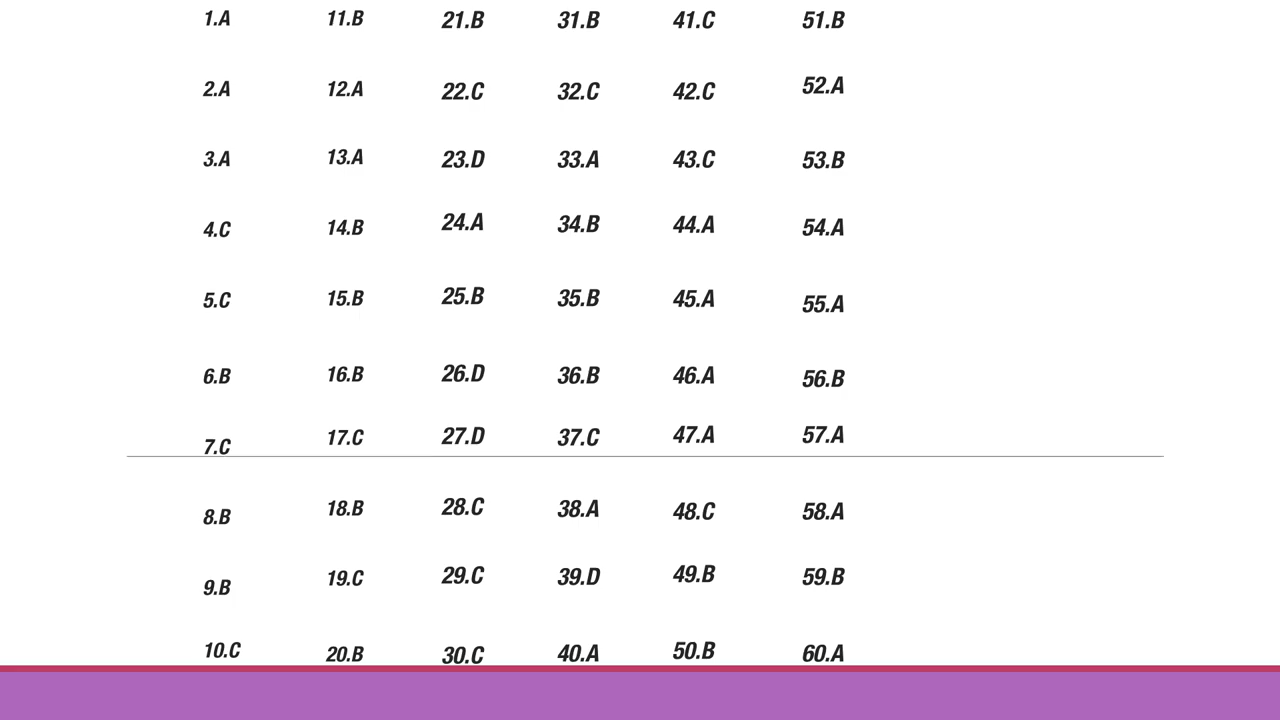 1.A 11.B 21.B 31.B 41.C 51.B
2.A 12.A 22.C 32.C 42.C 52.A
3.A 13.A 23.D 33.A 43.C 53.B
4.C 14.B 24.A 34.B 44.A 54.A
5.C 15.B 25.B 35.B 45.A 55.A
6.B 16.B 26.D 36.B 46.A 56.B
7.C 17.C 27.D 37.C 47.A 57.A
8.B 18.B 28.C 38.A 48.C 58.A
9.B 19.C 29.C 39.D 49.B 59.B
10.C 20.B 30.C 40.A 50.B 60.A